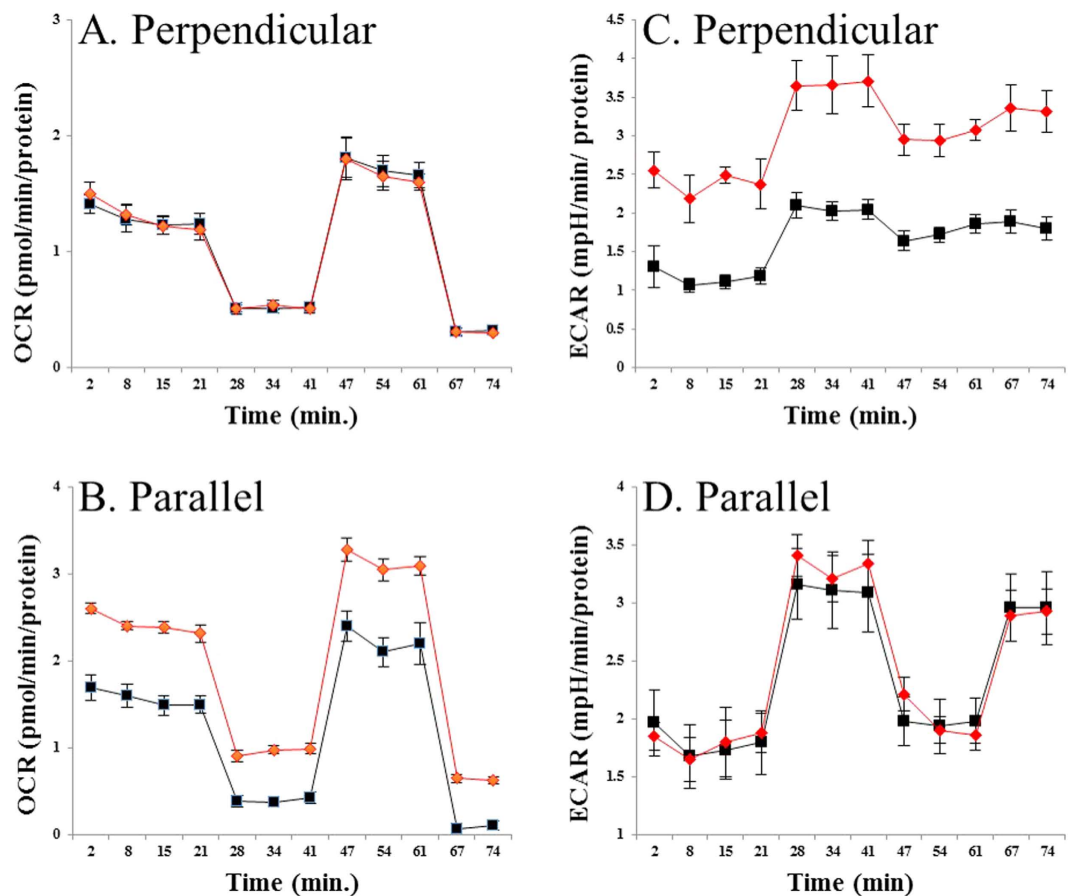 A. Perpendicular
OCR (pmol/min/protein)
3
2
1
0
2 8 15 21 28 34 41 47 54 61 67 74
Time (min.)
C. Perpendicular
ECAR (mpH/min/ protein)
4.5
4
3.5
3
2.5
2
1.5
1
0.5
0
2 8 15 21 28 34 41 47 54 61 67 74
Time (min.)
B. Parallel
OCR (pmol/min/protein)
4
3
2
1
0
2 8 15 21 28 34 41 47 54 61 67 74
Time (min.)
D. Parallel
ECAR (mpH/min/protein)
4
3.5
3
2.5
2
1.5
1
2 8 15 21 28 34 41 47 54 61 67 74
Time (min)